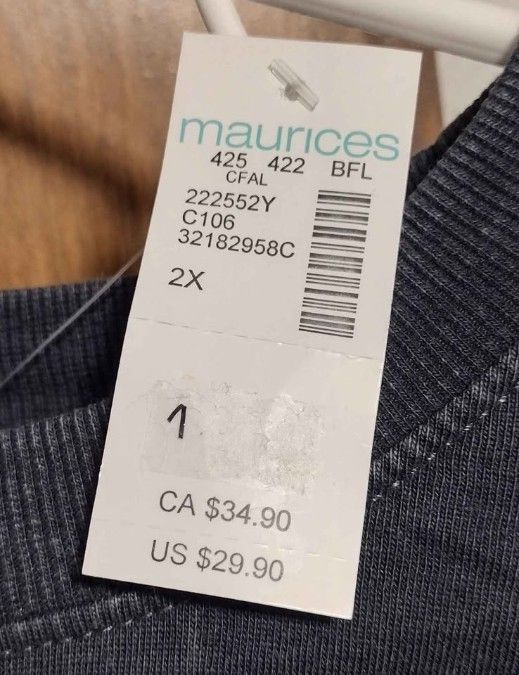 maurices
425 422 BFL
CFAL
222552Y
C106
32182958C
2X
1
CA $34.90
US $29.90